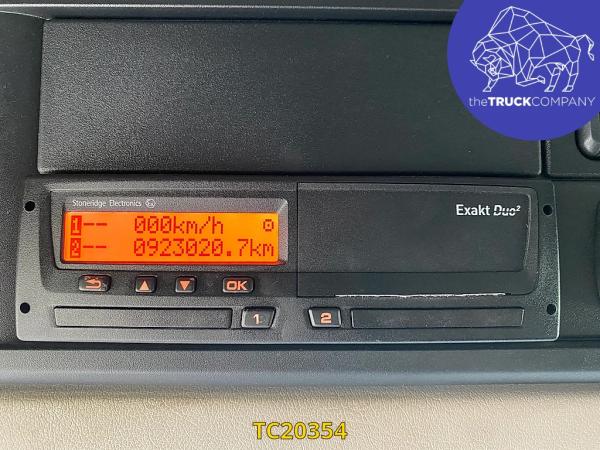 theTRUCKCOMPANY
Stoneridge Electronics
Exakt Duo²
1 -- 000km/h
2 -- 0923020.7km
OK
1
2
TC20354